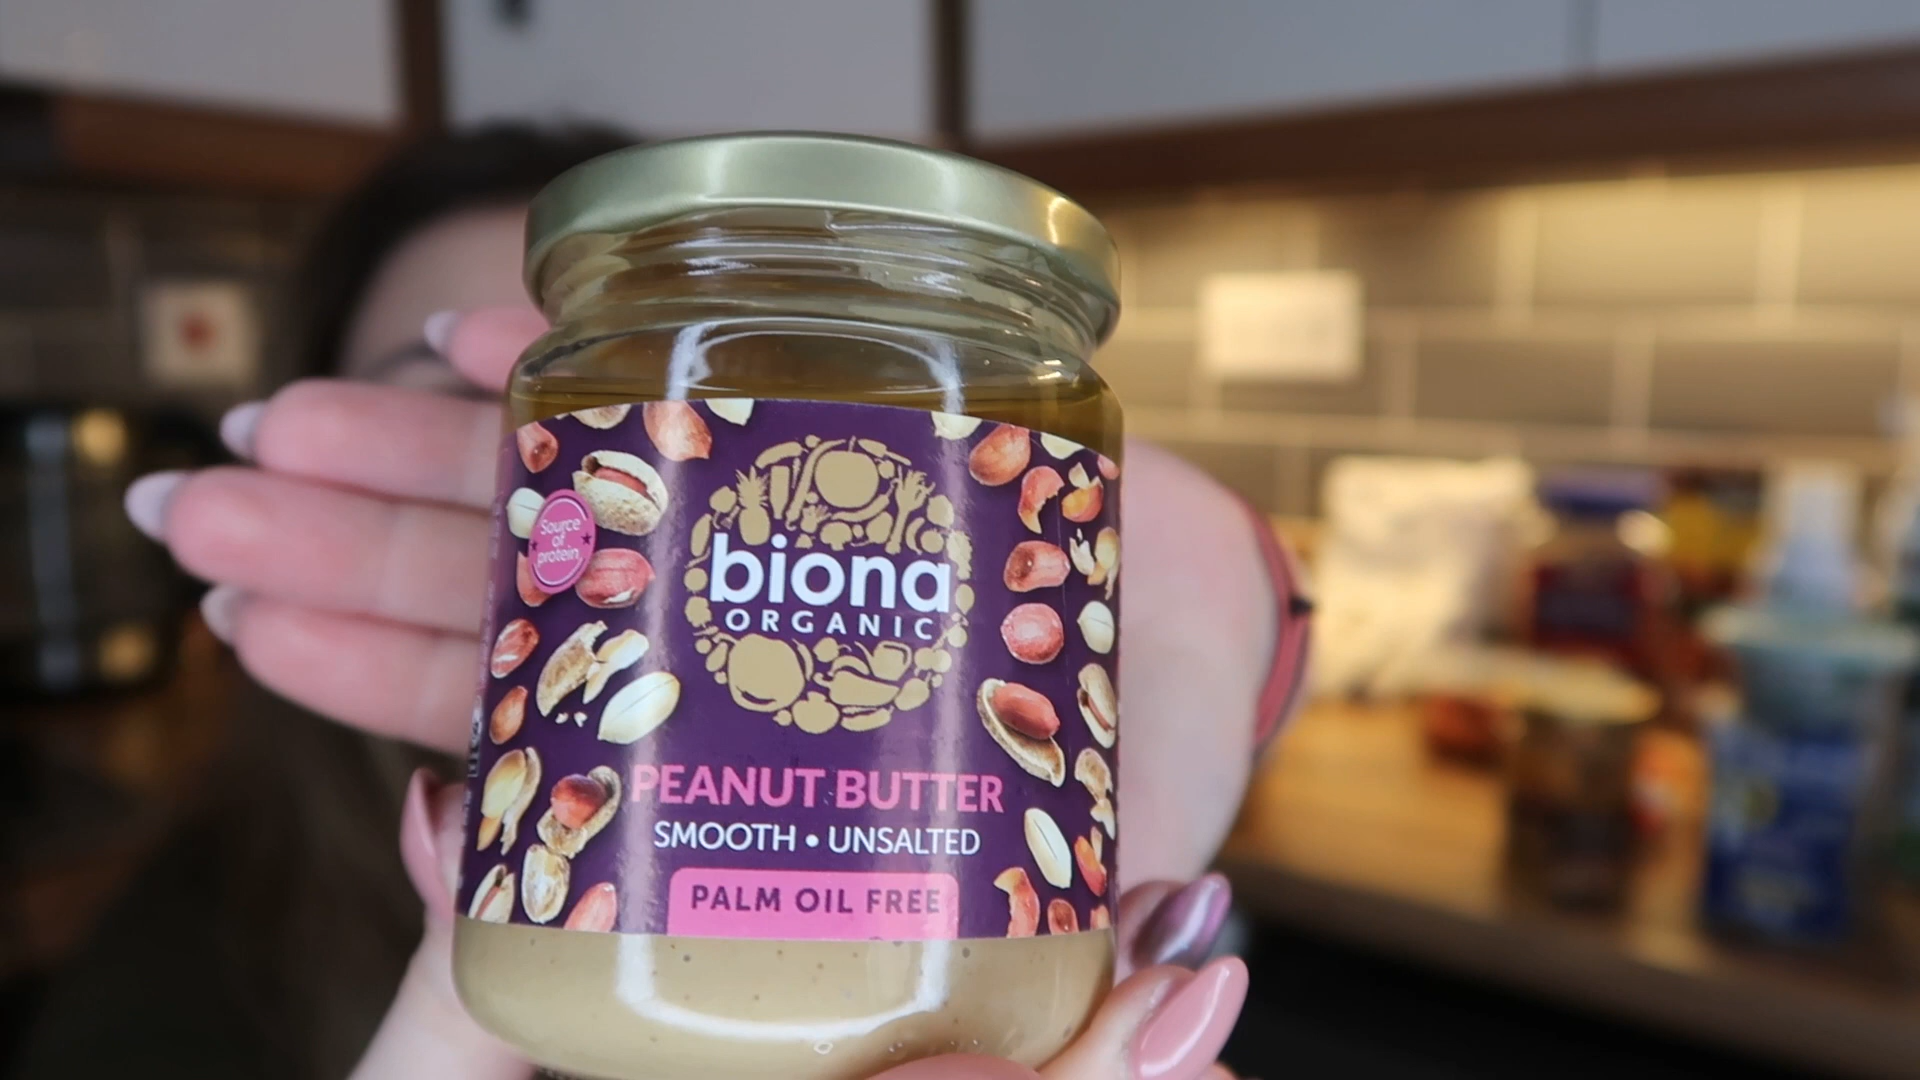 Source
of
protein
biona
ORGANIC
PEANUT BUTTER
SMOOTH • UNSALTED
PALM OIL FREE